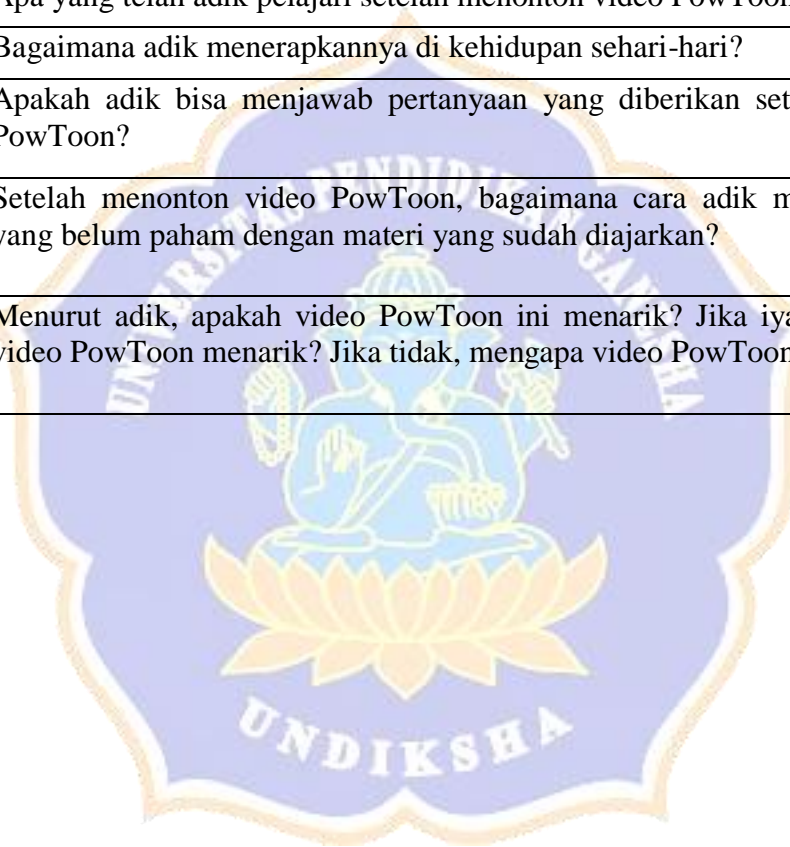 Apa yang telah adik pelajari setelah menonton video PowToon
Bagaimana adik menerapkannya di kehidupan sehari-hari?
Apakah adik bisa menjawab pertanyaan yang diberikan set
PowToon?
Setelah menonton video PowToon, bagaimana cara adik m
yang belum paham dengan materi yang sudah diajarkan?
Menurut adik, apakah video PowToon ini menarik? Jika iya
video PowToon menarik? Jika tidak, mengapa video PowToon
UNIVERSITAS PENDIDIKAN GANESHA
UNDIKSHA